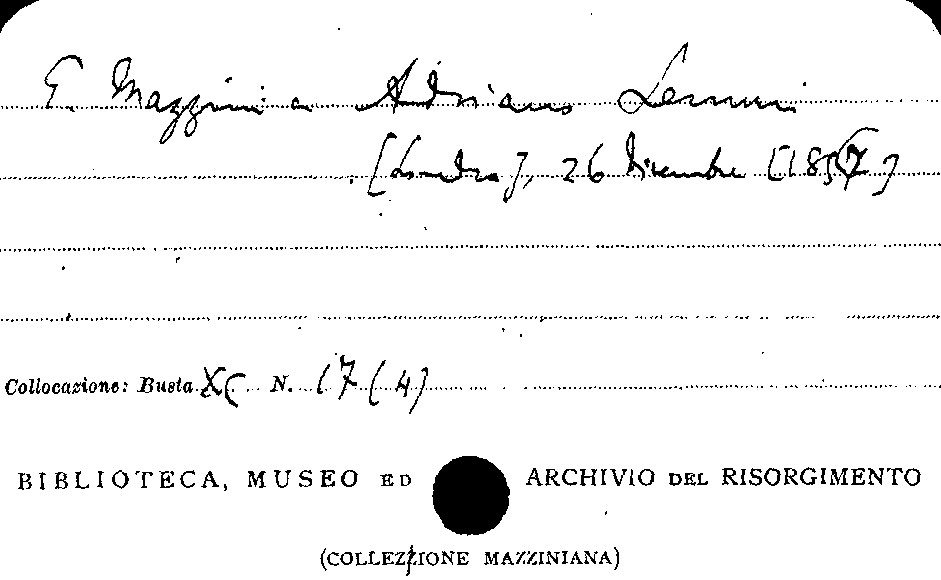 G. Mazzini a Adriano Lemmi
[Londra], 26 Dicembre [1857]
Collocazione: Busta XC N. 17 (4)
BIBLIOTECA, MUSEO ED ARCHIVIO DEL RISORGIMENTO
(COLLEZIONE MAZZINIANA)